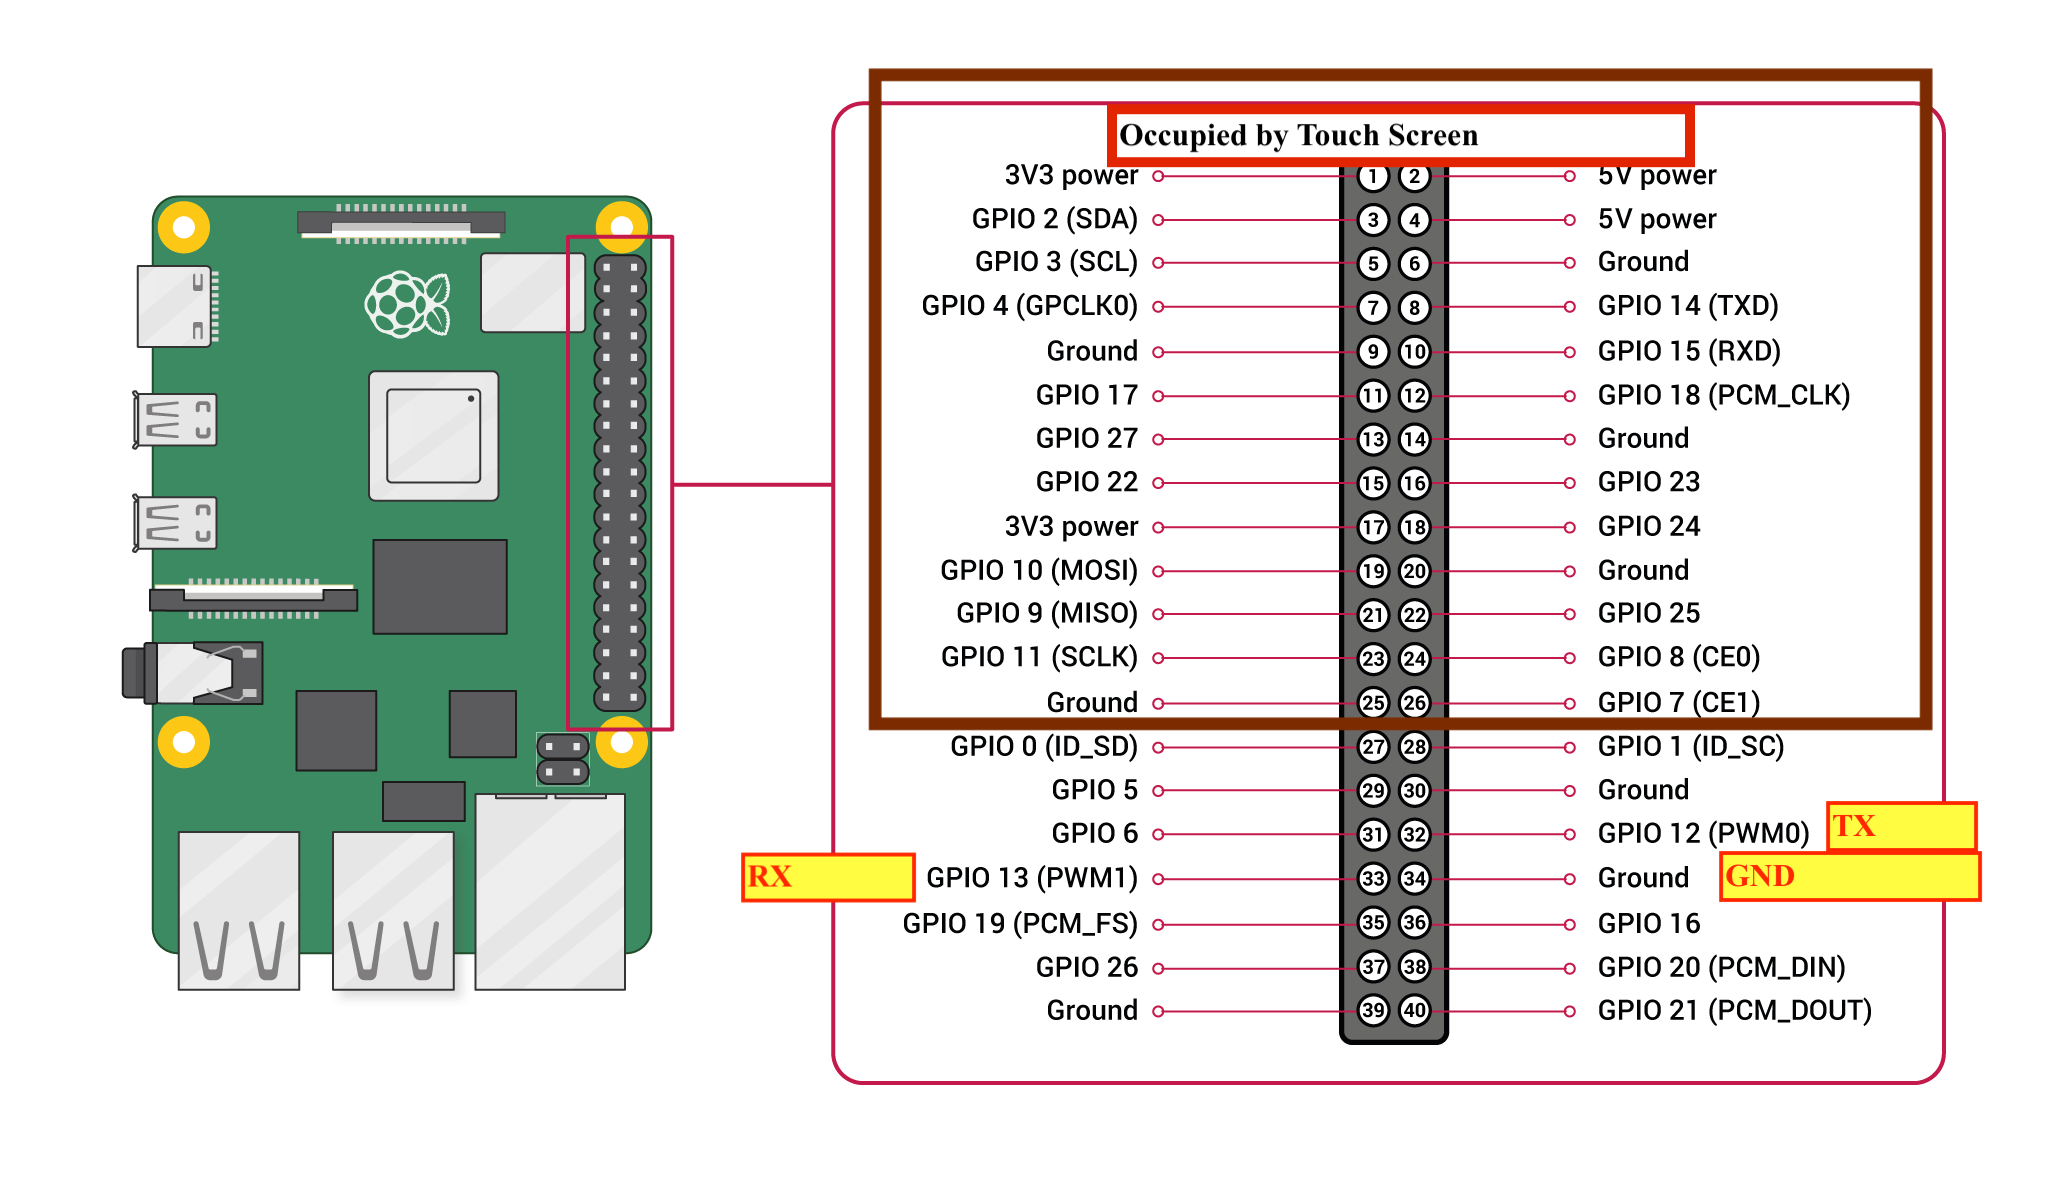 Occupied by Touch Screen
3V3 power 1 2 5V power
GPIO 2 (SDA) 3 4 5V power
GPIO 3 (SCL) 5 6 Ground
GPIO 4 (GPCLK0) 7 8 GPIO 14 (TXD)
Ground 9 10 GPIO 15 (RXD)
GPIO 17 11 12 GPIO 18 (PCM_CLK)
GPIO 27 13 14 Ground
GPIO 22 15 16 GPIO 23
3V3 power 17 18 GPIO 24
GPIO 10 (MOSI) 19 20 Ground
GPIO 9 (MISO) 21 22 GPIO 25
GPIO 11 (SCLK) 23 24 GPIO 8 (CE0)
Ground 25 26 GPIO 7 (CE1)
GPIO 0 (ID_SD) 27 28 GPIO 1 (ID_SC)
GPIO 5 29 30 Ground
GPIO 6 31 32 GPIO 12 (PWM0) TX
RX GPIO 13 (PWM1) 33 34 Ground GND
GPIO 19 (PCM_FS) 35 36 GPIO 16
GPIO 26 37 38 GPIO 20 (PCM_DIN)
Ground 39 40 GPIO 21 (PCM_DOUT)